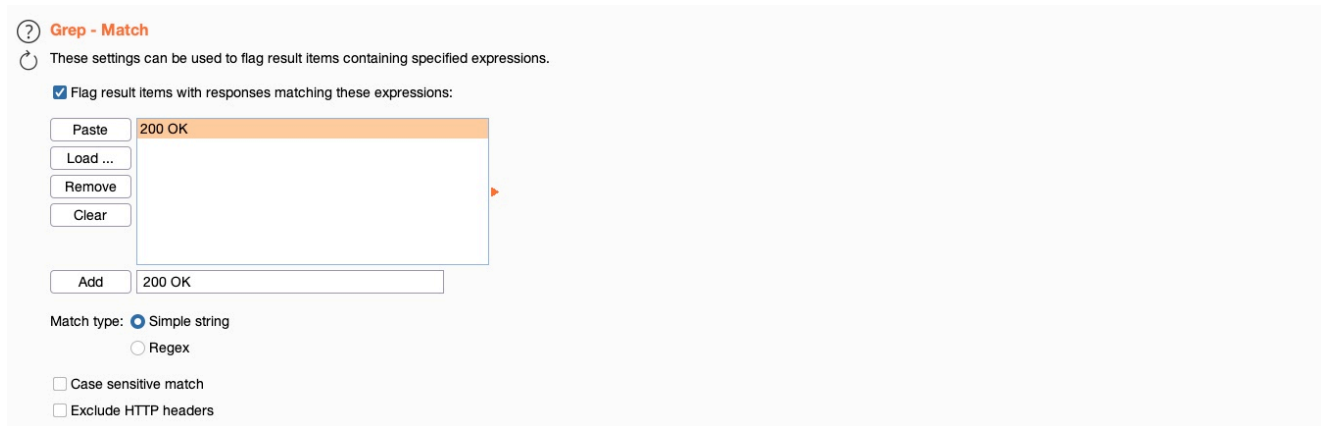 Grep - Match
These settings can be used to flag result items containing specified expressions.
Flag result items with responses matching these expressions:
Paste
200 OK
Load ...
Remove
Clear
Add
200 OK
Match type:
Simple string
Regex
Case sensitive match
Exclude HTTP headers